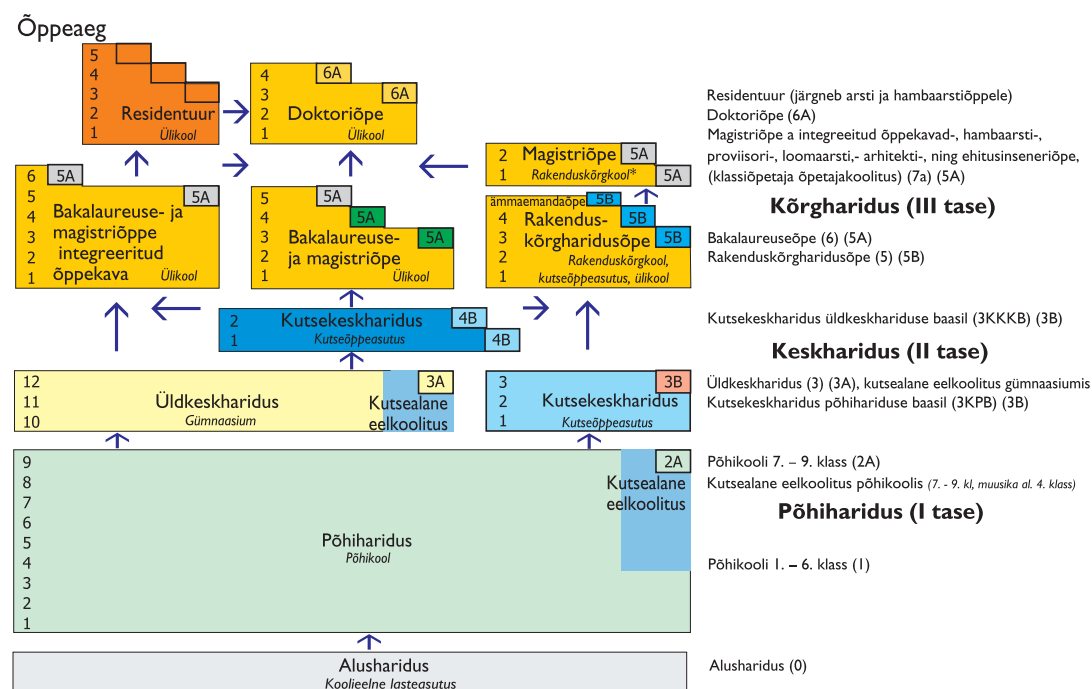 Õppeaeg
5
4
3
2
1
Residentuur
Ülikool
4
3
2
1
6A
6A
Doktoriõpe
Ülikool
6
5
4
3
2
1
5A
5A
Bakalaureuse- ja
magistriõppe
integreeritud
õppekava
Ülikool
5
4
3
2
1
5A
5A
5A
Bakalaureuse-
ja magistriõpe
Ülikool
2
1
Magistriõpe
5A
Rakenduskõrgkool*
5A
ämmaemandaõpe
5B
4
3
2
1
5B
5B
Rakendus-
kõrgharidusõpe
Rakenduskõrgkool,
kutseõppeasutus, ülikool
2
1
Kutsekeskharidus
4B
Kutseõppeasutus
4B
12
11
10
Üldkeskharidus
Gümnaasium
3A
Kutsealane
eelkoolitus
3
2
1
3B
Kutsekeskharidus
Kutseõppeasutus
9
8
7
6
5
4
3
2
1
2A
Kutsealane
eelkoolitus
Põhiharidus
Põhikool
Alusharidus
Koolieelne lasteasutus
Residentuur (järgneb arsti ja hambaarstiõppele)
Doktoriõpe (6A)
Magistriõpe a integreeitud õppekavad-, hambaarsti-,
proviisori-, loomaarsti,- arhitekti-, ning ehitusinseneriõpe,
(klassiõpetaja õpetajakoolitus) (7a) (5A)
Kõrgharidus (III tase)
Bakalaureuseõpe (6) (5A)
Rakenduskõrgharidusõpe (5) (5B)
Kutsekeskharidus üldkeskhariduse baasil (3KKKB) (3B)
Keskharidus (II tase)
Üldkeskharidus (3) (3A), kutsealane eelkoolitus gümnaasiumis
Kutsekeskharidus põhihariduse baasil (3KPB) (3B)
Põhikooli 7. – 9. klass (2A)
Kutsealane eelkoolitus põhikoolis (7. - 9. kl, muusika al. 4. klass)
Põhiharidus (I tase)
Põhikooli 1. – 6. klass (1)
Alusharidus (0)